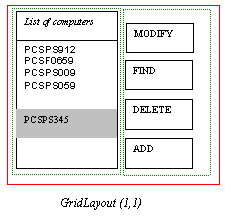 List of computers
PCSPS912
PCSF0659
PCSPS009
PCSPS059
PCSPS345
MODIFY
FIND
DELETE
ADD
GridLayout (1,1)